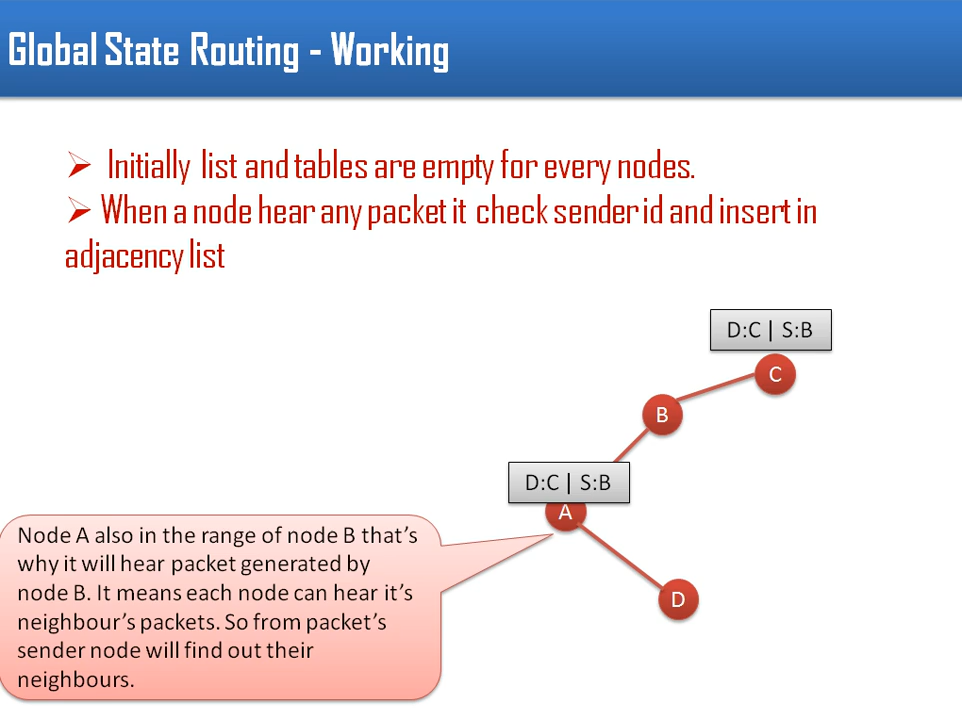 Global State Routing - Working
➢ Initially list and tables are empty for every nodes.
➢ When a node hear any packet it check sender id and insert in
adjacency list
D:C | S:B
C
B
D:C | S:B
A
Node A also in the range of node B that's
why it will hear packet generated by
node B. It means each node can hear it's
neighbour's packets. So from packet's
sender node will find out their
neighbours.
D